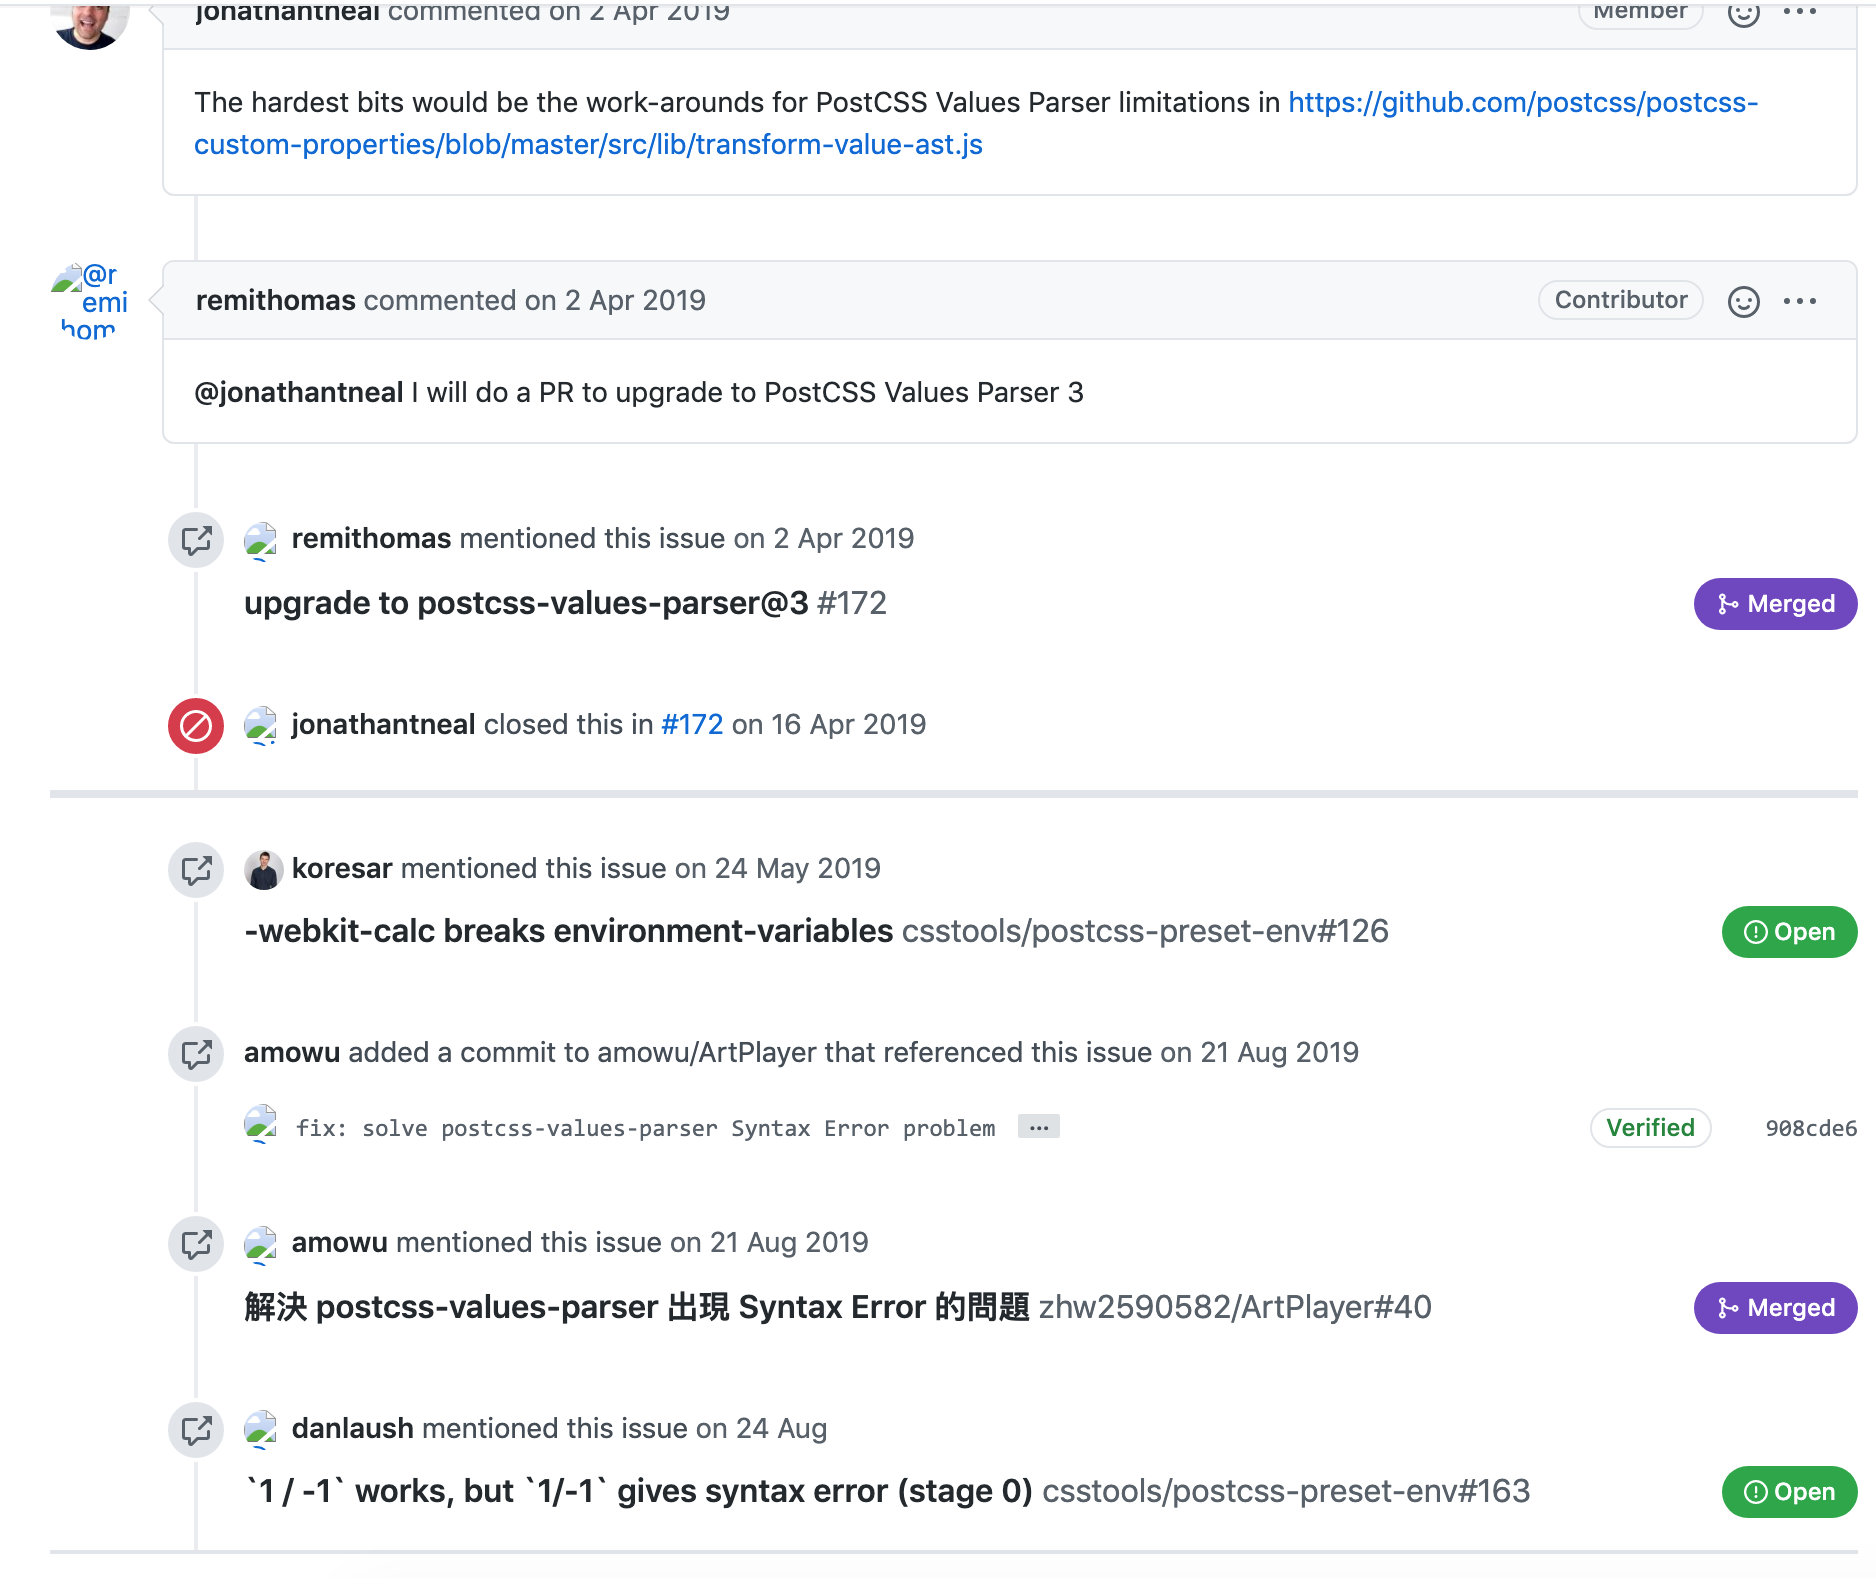 jonathantneal commented on 2 Apr 2019 Member
The hardest bits would be the work-arounds for PostCSS Values Parser limitations in https://github.com/postcss/postcss-
custom-properties/blob/master/src/lib/transform-value-ast.js
@r
emi
hom
remithomas commented on 2 Apr 2019 Contributor
@jonathantneal I will do a PR to upgrade to PostCSS Values Parser 3
remithomas mentioned this issue on 2 Apr 2019
upgrade to postcss-values-parser@3 #172 Merged
jonathantneal closed this in #172 on 16 Apr 2019
koresar mentioned this issue on 24 May 2019
-webkit-calc breaks environment-variables csstools/postcss-preset-env#126 Open
amowu added a commit to amowu/ArtPlayer that referenced this issue on 21 Aug 2019
fix: solve postcss-values-parser Syntax Error problem … Verified 908cde6
amowu mentioned this issue on 21 Aug 2019
解決 postcss-values-parser 出現 Syntax Error 的問題 zhw2590582/ArtPlayer#40 Merged
danlaush mentioned this issue on 24 Aug
`1 / -1` works, but `1/-1` gives syntax error (stage 0) csstools/postcss-preset-env#163 Open